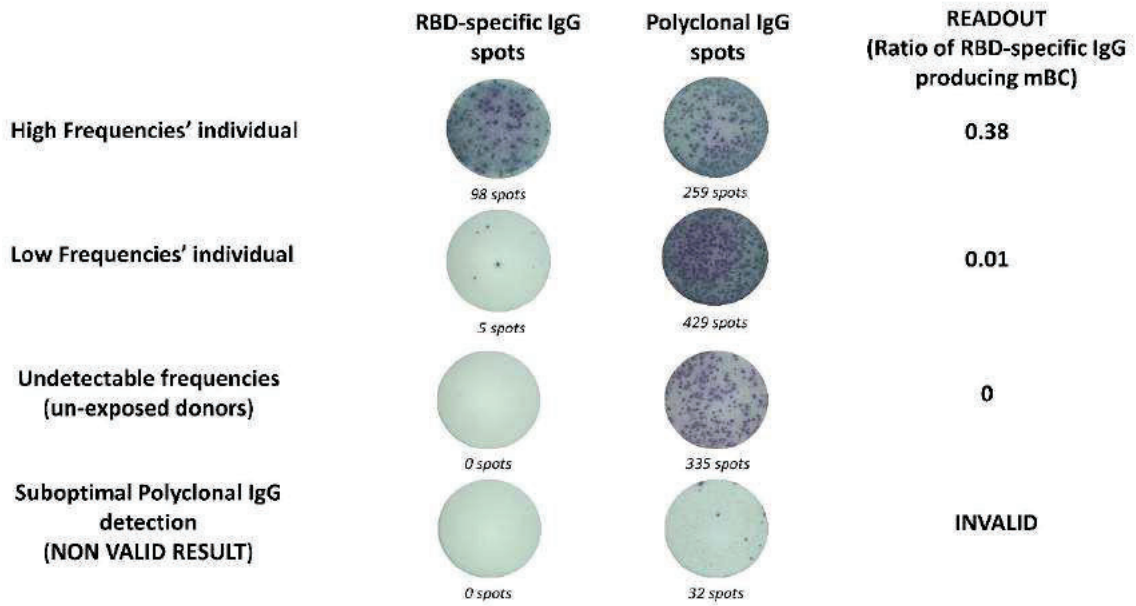 RBD-specific IgG
spots
Polyclonal IgG
spots
READOUT
(Ratio of RBD-specific IgG
producing mBC)
High Frequencies' individual
98 spots
259 spots
0.38
Low Frequencies' individual
5 spots
429 spots
0.01
Undetectable frequencies
(un-exposed donors)
0 spots
335 spots
0
Suboptimal Polyclonal IgG
detection
(NON VALID RESULT)
0 spots
32 spots
INVALID